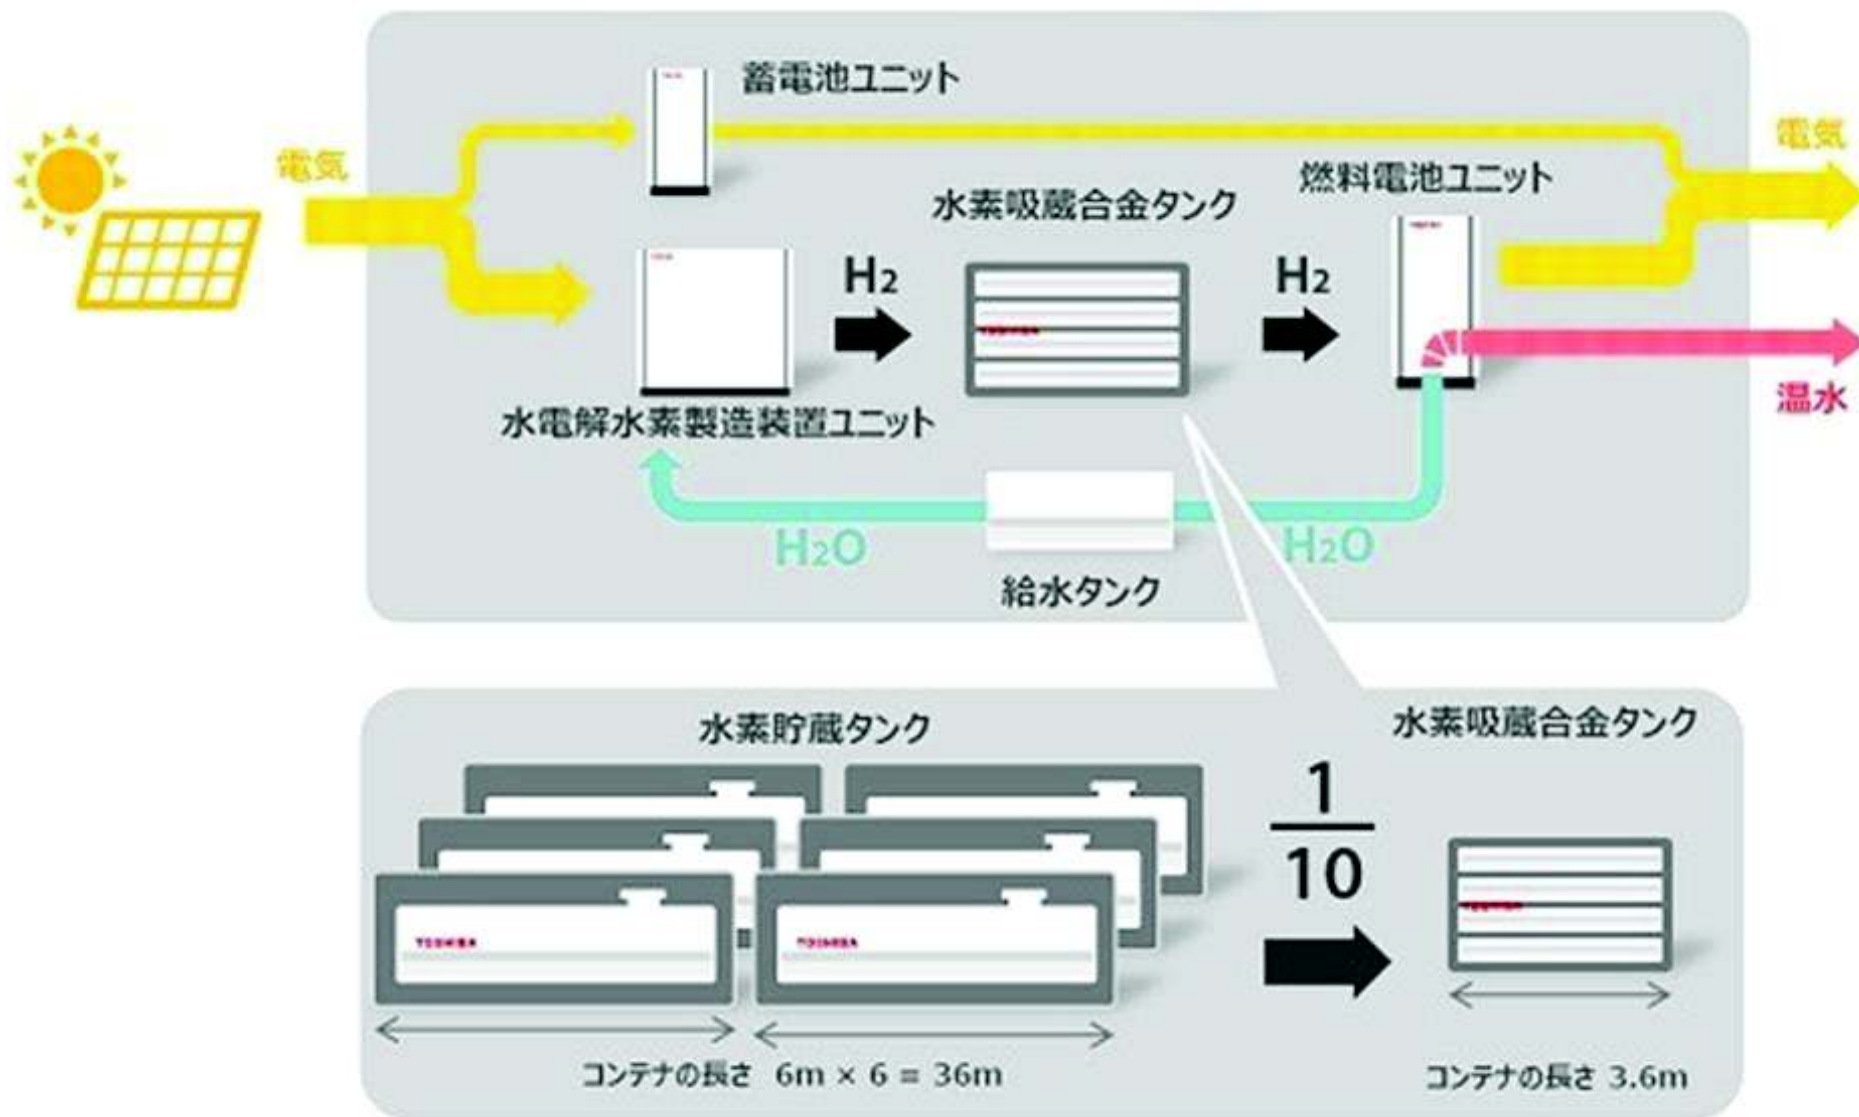 蓄電池ユニット
電気
電気
燃料電池ユニット
水素吸蔵合金タンク
H2
H2
TOSHIBA
温水
水電解水素製造装置ユニット
H2O
H2O
給水タンク
水素貯蔵タンク
水素吸蔵合金タンク
1
10
TOSHIBA
TOSHIBA
TOSHIBA
コンテナの長さ 6m × 6 = 36m
コンテナの長さ 3.6m